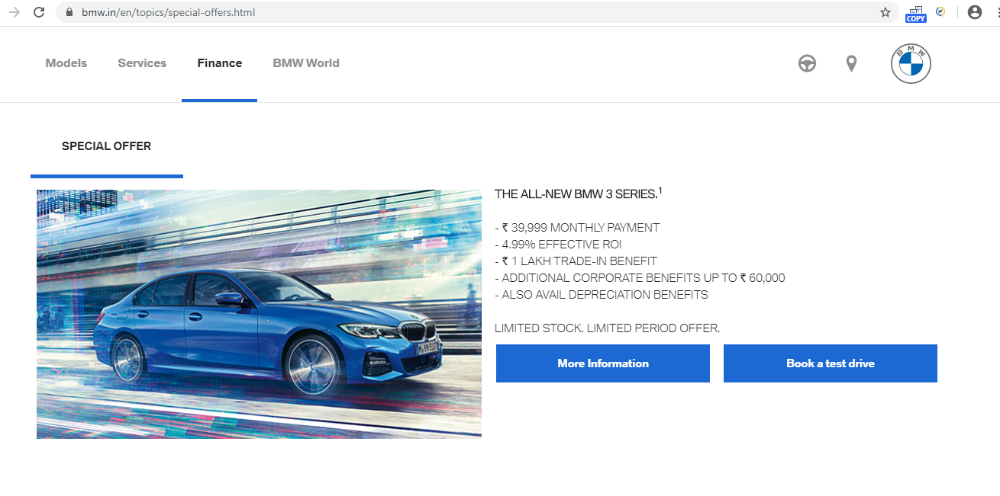 bmw.in/en/topics/special-offers.html
COPY
Models
Services
Finance
BMW World
BMW
SPECIAL OFFER
THE ALL-NEW BMW 3 SERIES.1
- ₹ 39,999 MONTHLY PAYMENT
- 4.99% EFFECTIVE ROI
- ₹ 1 LAKH TRADE-IN BENEFIT
- ADDITIONAL CORPORATE BENEFITS UP TO ₹ 60,000
- ALSO AVAIL DEPRECIATION BENEFITS
LIMITED STOCK. LIMITED PERIOD OFFER.
More Information
Book a test drive